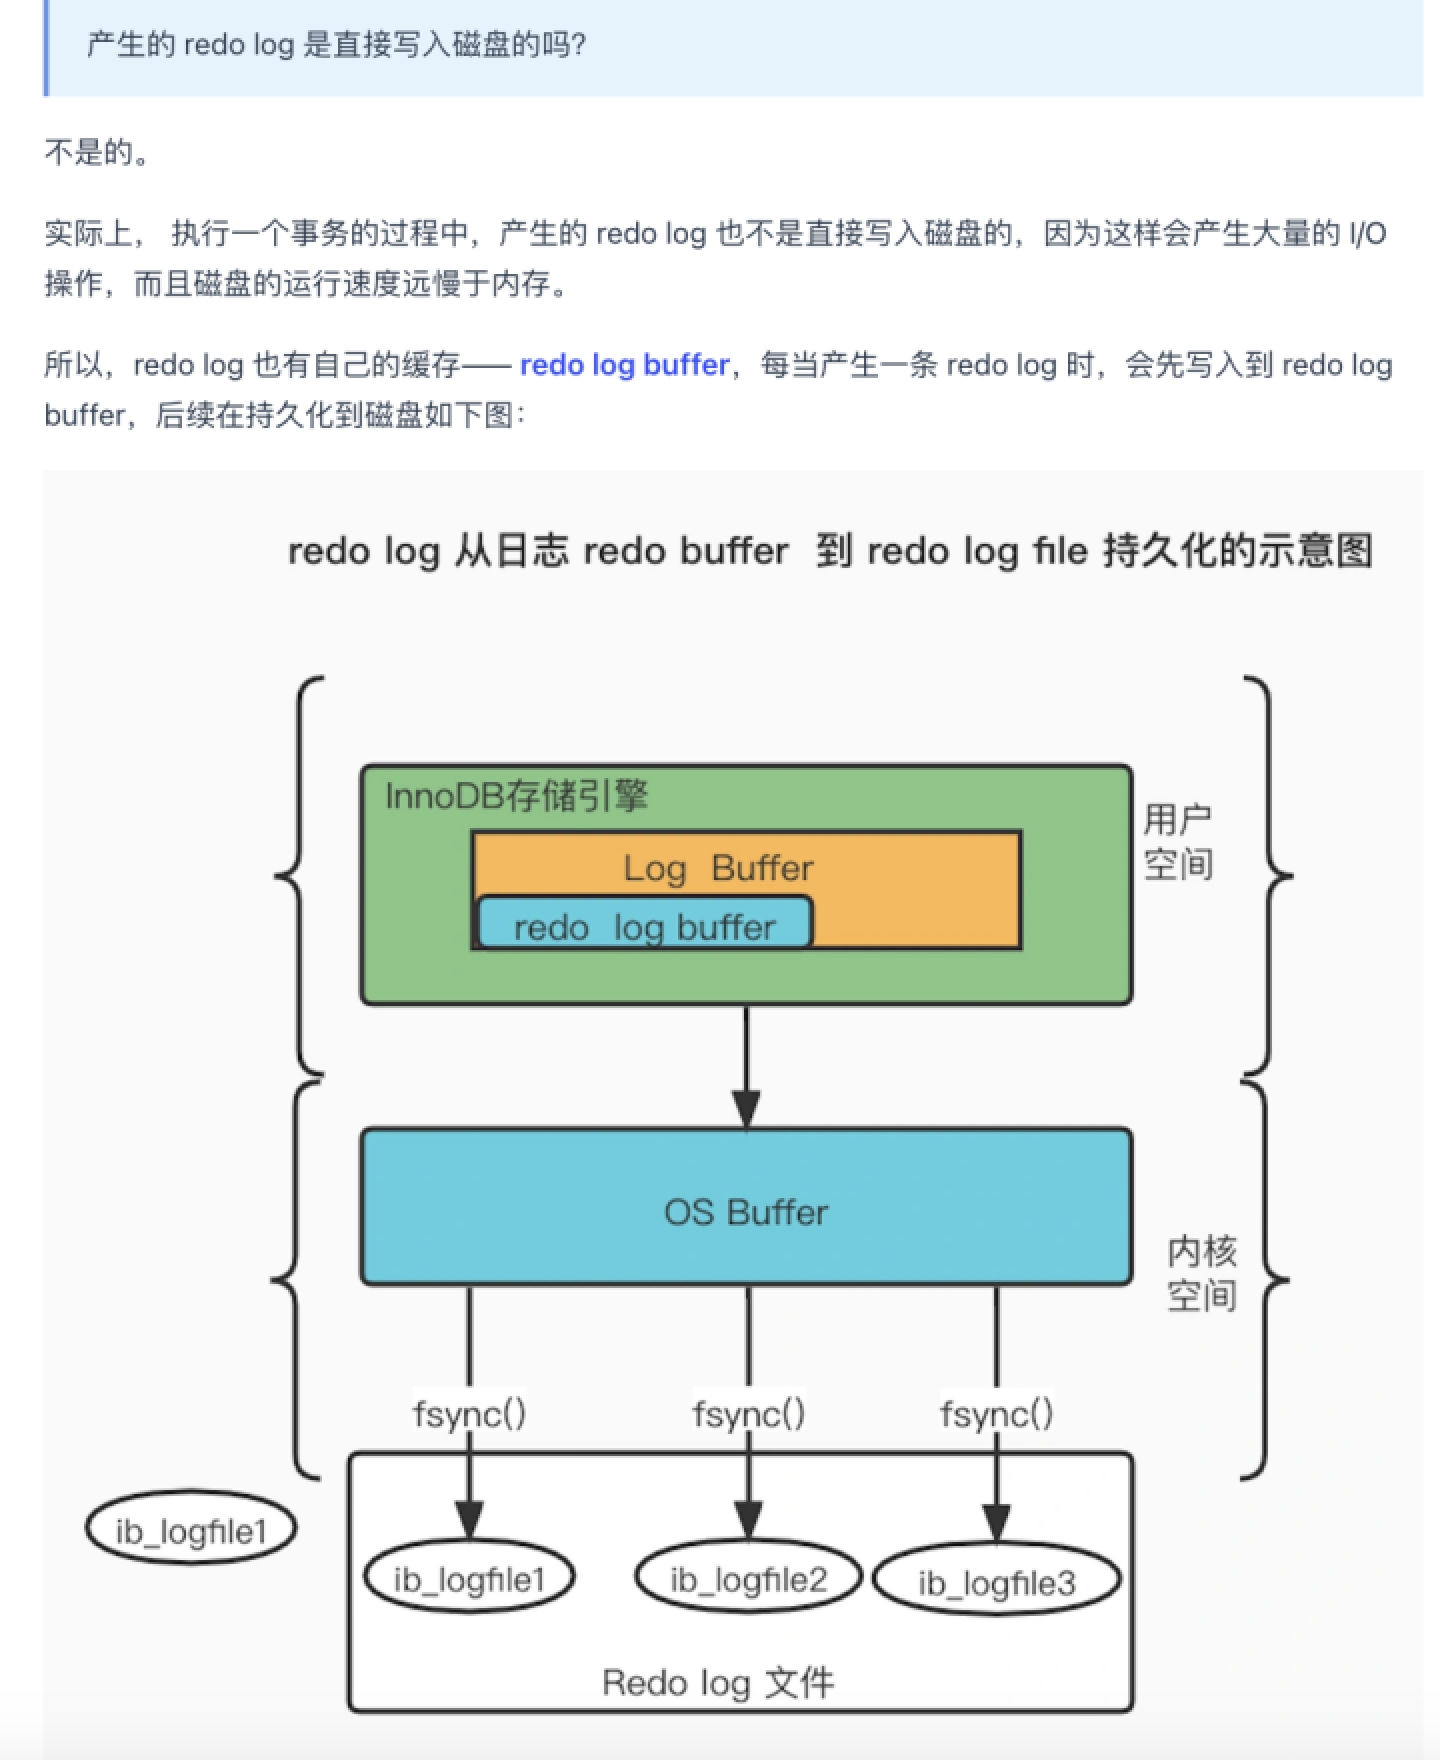 产生的 redo log 是直接写入磁盘的吗？
不是的。
实际上， 执行一个事务的过程中，产生的 redo log 也不是直接写入磁盘的，因为这样会产生大量的 I/O
操作，而且磁盘的运行速度远慢于内存。
所以，redo log 也有自己的缓存—— redo log buffer，每当产生一条 redo log 时，会先写入到 redo log
buffer，后续在持久化到磁盘如下图：
redo log 从日志 redo buffer 到 redo log file 持久化的示意图
InnoDB存储引擎
Log Buffer
redo log buffer
用户
空间
OS Buffer
内核
空间
fsync() fsync() fsync()
ib_logfile1
ib_logfile1 ib_logfile2 ib_logfile3
Redo log 文件